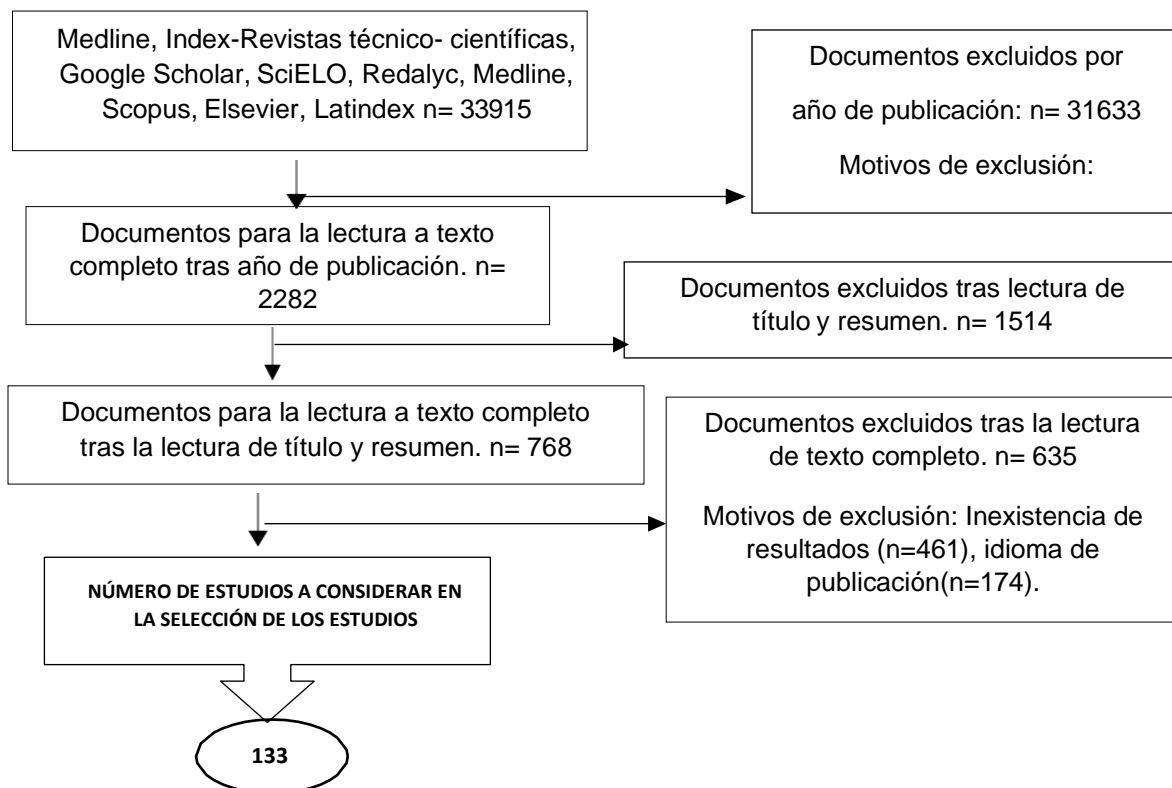 Medline, Index-Revistas técnico- científicas,
Google Scholar, SciELO, Redalyc, Medline,
Scopus, Elsevier, Latindex n= 33915
Documentos excluidos por
año de publicación: n= 31633
Motivos de exclusión:
Documentos para la lectura a texto
completo tras año de publicación. n=
2282
Documentos excluidos tras lectura de
título y resumen. n= 1514
Documentos para la lectura a texto completo
tras la lectura de título y resumen. n= 768
Documentos excluidos tras la lectura
de texto completo. n= 635
Motivos de exclusión: Inexistencia de
resultados (n=461), idioma de
publicación(n=174).
NÚMERO DE ESTUDIOS A CONSIDERAR EN
LA SELECCIÓN DE LOS ESTUDIOS
133